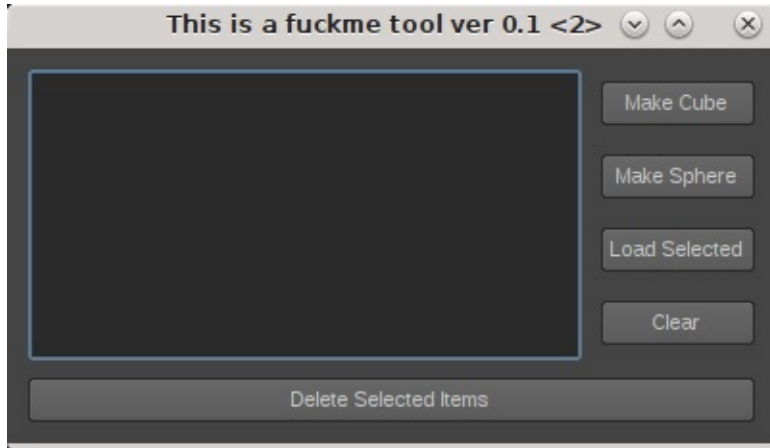 This is a fuckme tool ver 0.1 <2>
Make Cube
Make Sphere
Load Selected
Clear
Delete Selected Items